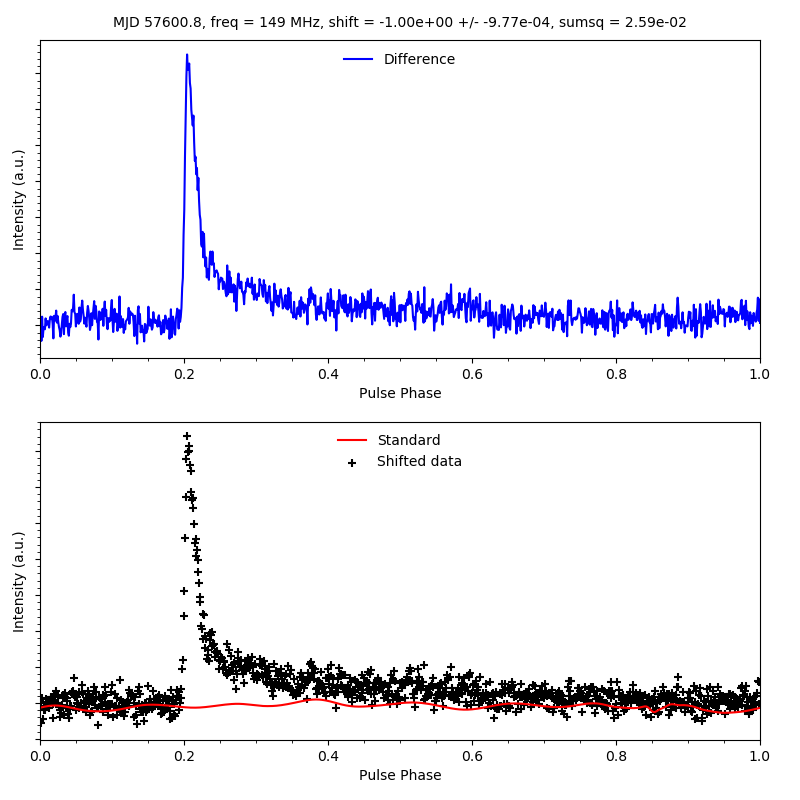 MJD 57600.8, freq = 149 MHz, shift = -1.00e+00 +/- -9.77e-04, sumsq = 2.59e-02
Difference
Intensity (a.u.)
0.0 0.2 0.4 0.6 0.8 1.0
Pulse Phase
Standard
Shifted data
Intensity (a.u.)
0.0 0.2 0.4 0.6 0.8 1.0
Pulse Phase